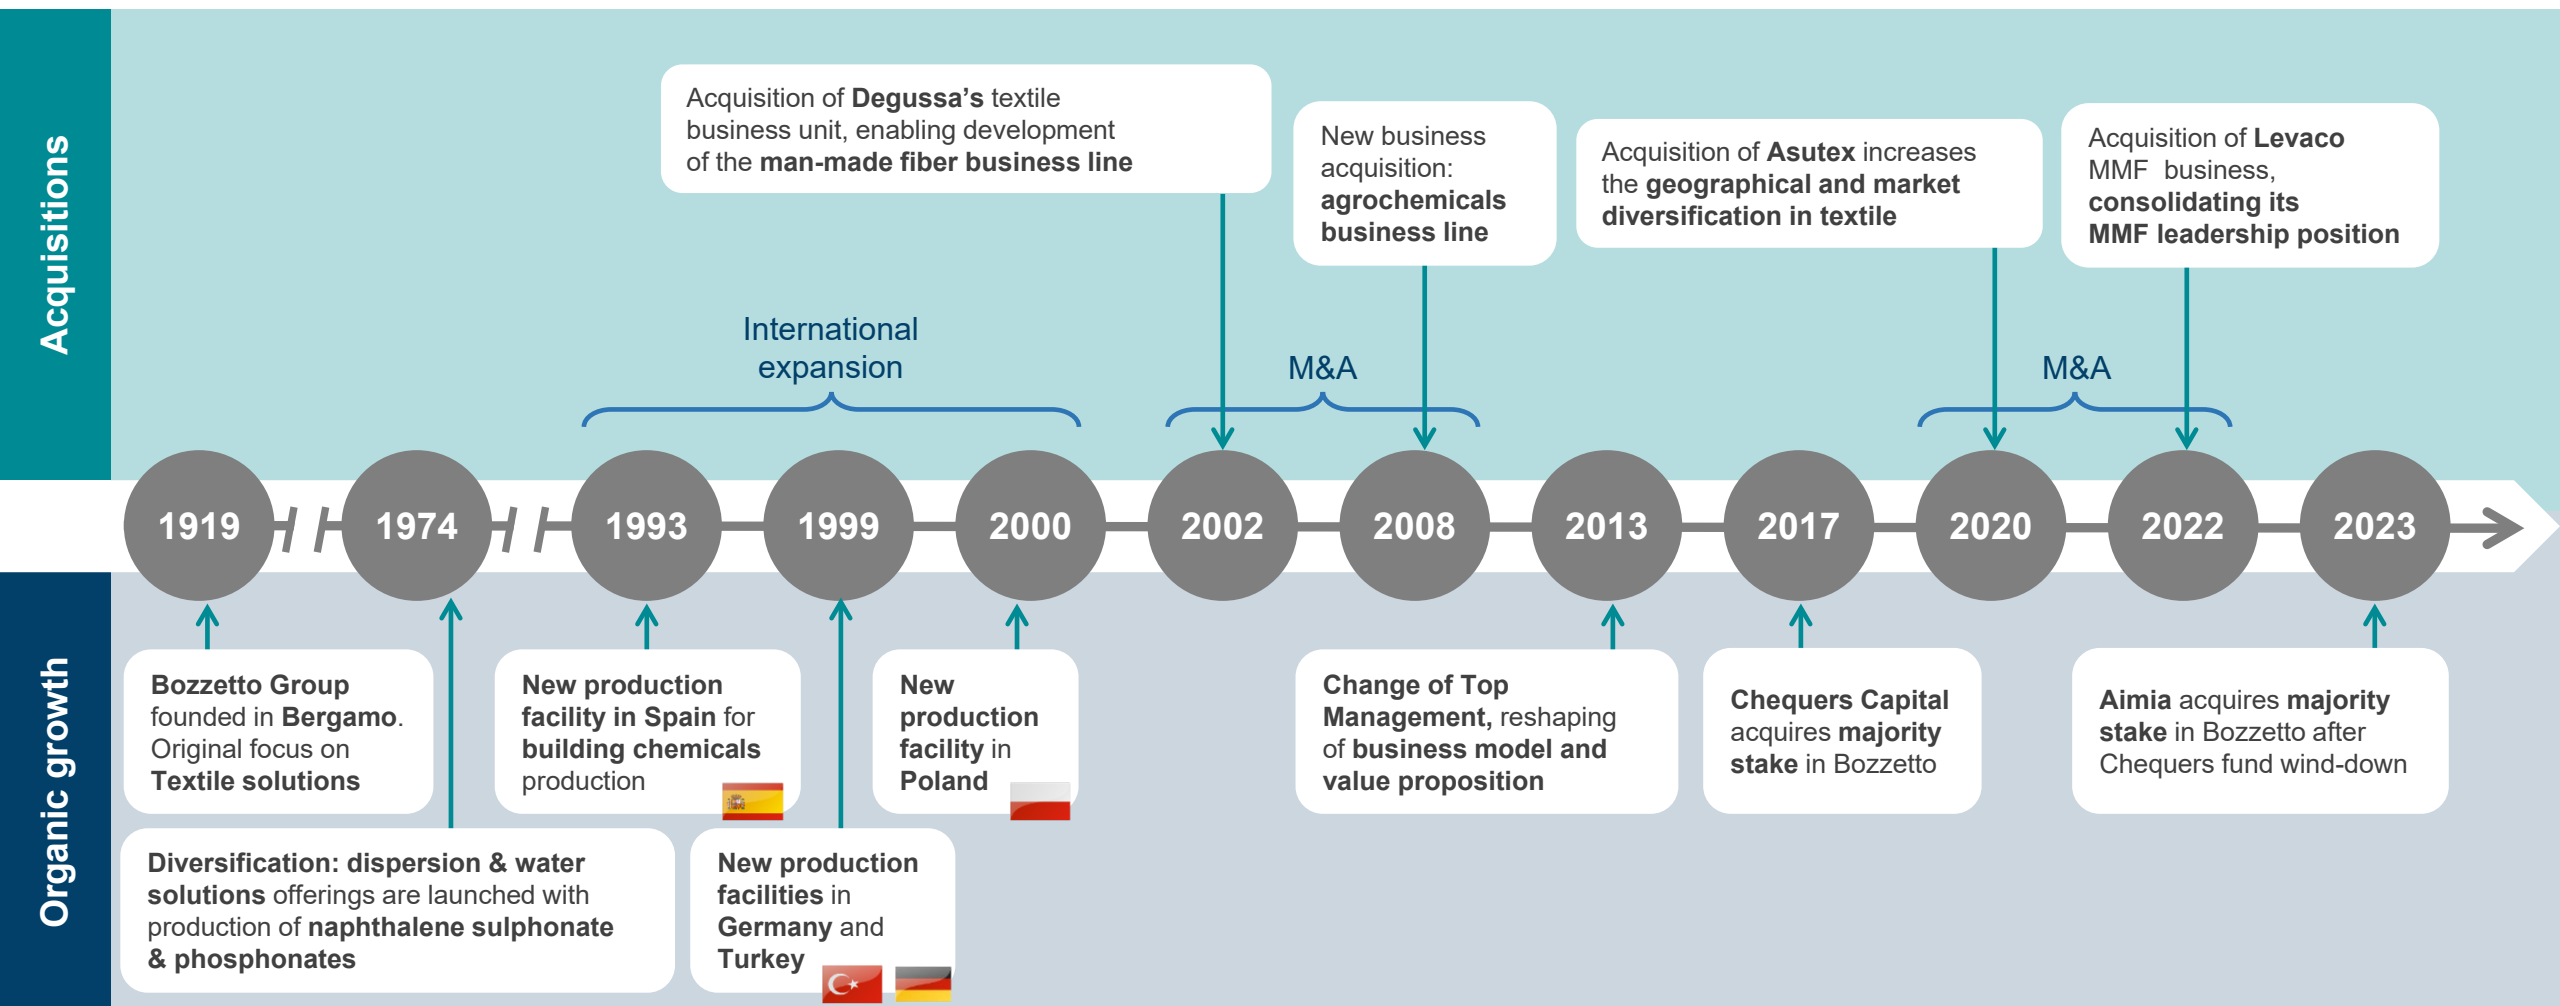 Acquisitions
Acquisition of Degussa’s textile
business unit, enabling development
of the man-made fiber business line
New business
acquisition:
agrochemicals
business line
Acquisition of Asutex increases
the geographical and market
diversification in textile
Acquisition of Levaco
MMF business,
consolidating its
MMF leadership position
International
expansion
M&A
M&A
1919
1974
1993
1999
2000
2002
2008
2013
2017
2020
2022
2023
Organic growth
Bozzetto Group
founded in Bergamo.
Original focus on
Textile solutions
New production
facility in Spain for
building chemicals
production
New
production
facility in
Poland
Change of Top
Management, reshaping
of business model and
value proposition
Chequers Capital
acquires majority
stake in Bozzetto
Aimia acquires majority
stake in Bozzetto after
Chequers fund wind-down
Diversification: dispersion & water
solutions offerings are launched with
production of naphthalene sulphonate
& phosphonates
New production
facilities in
Germany and
Turkey